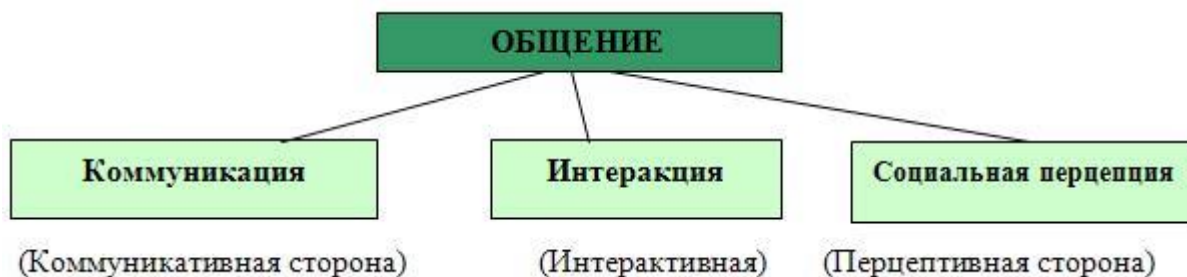 ОБЩЕНИЕ
Коммуникация
Интеракция
Социальная перцепция
(Коммуникативная сторона)
(Интерактивная)
(Перцептивная сторона)